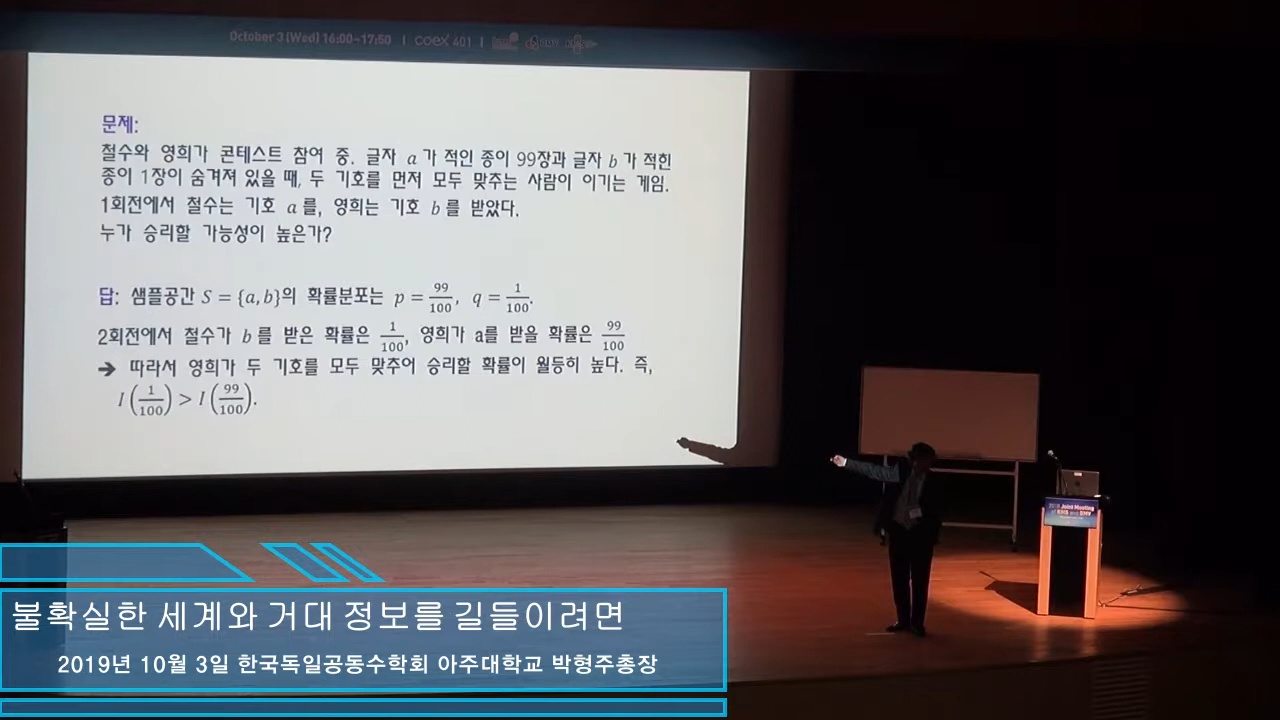 October 3 (Wed) 16:00~17:50 | coex 401 |
문제:
철수와 영희가 콘테스트 참여 중. 글자 a 가 적인 종이 99장과 글자 b 가 적힌
종이 1장이 숨겨져 있을 때, 두 기호를 먼저 모두 맞추는 사람이 이기는 게임.
1회전에서 철수는 기호 a 를, 영희는 기호 b 를 받았다.
누가 승리할 가능성이 높은가?
답: 샘플공간 S = {a, b}의 확률분포는 p = 99/100, q = 1/100.
2회전에서 철수가 b 를 받은 확률은 1/100, 영희가 a를 받을 확률은 99/100
➔ 따라서 영희가 두 기호를 모두 맞추어 승리할 확률이 월등히 높다. 즉,
I(1/100) > I(99/100).
2019 Joint Meeting
of KMS and DMV
불확실한 세계와 거대 정보를 길들이려면
2019년 10월 3일 한국독일공동수학회 아주대학교 박형주총장